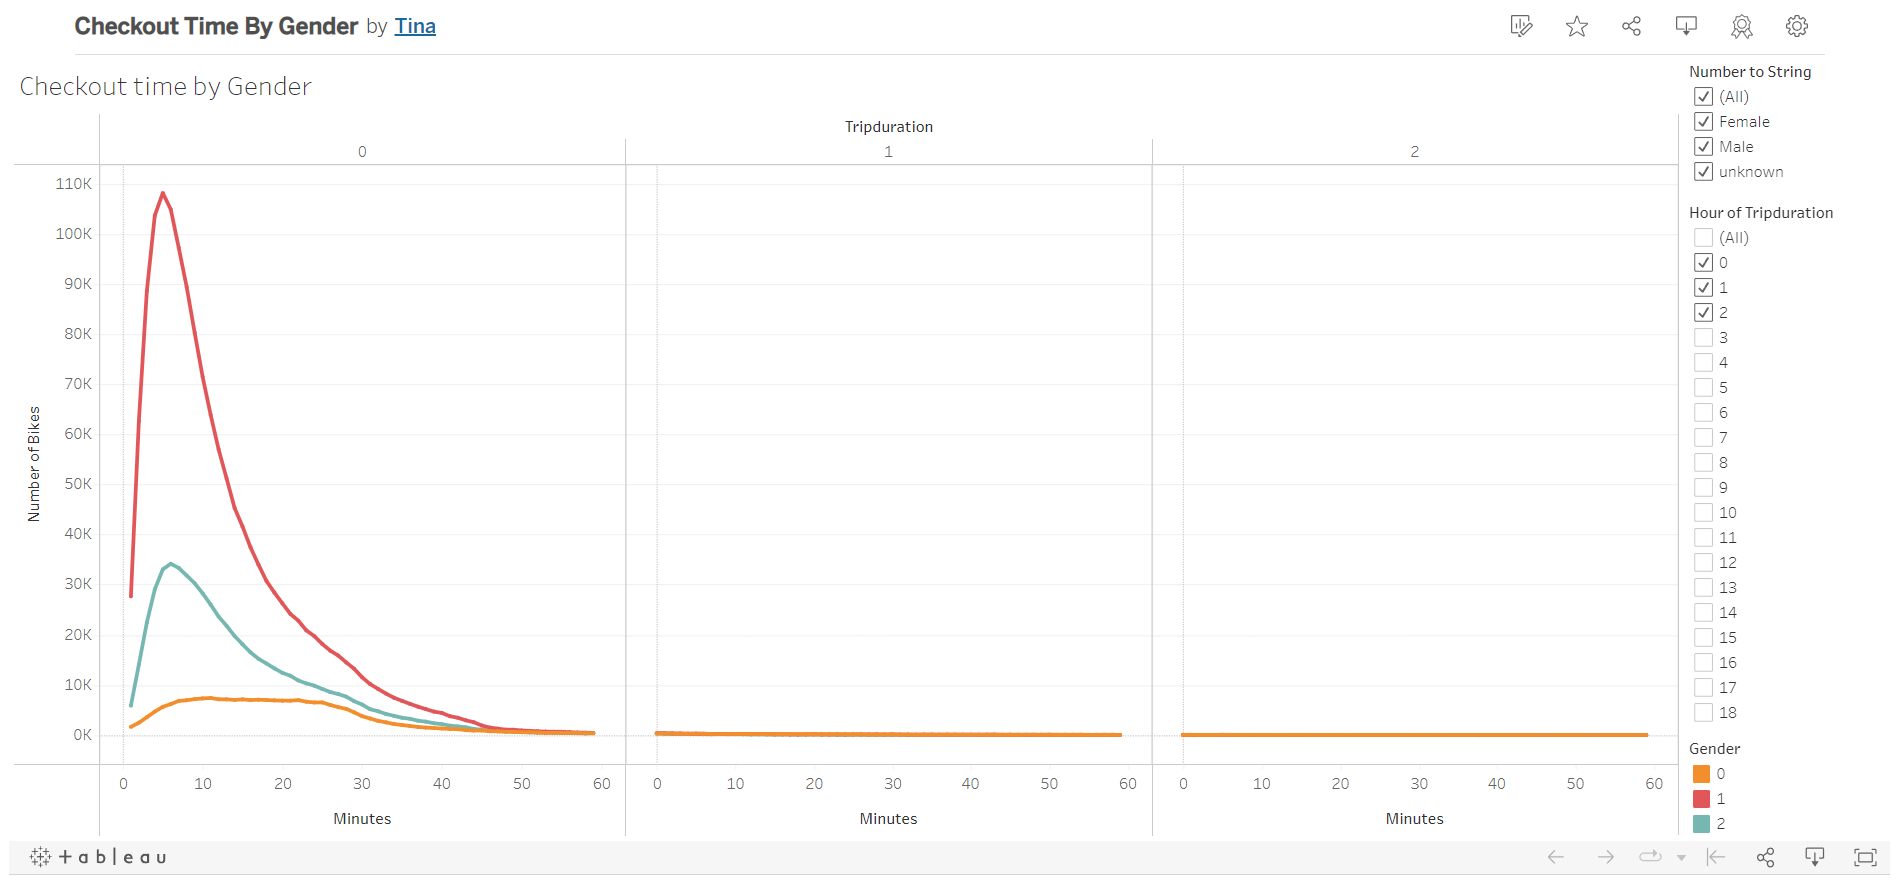 Checkout Time By Gender by Tina
Checkout time by Gender
Tripduration
0 1 2
Number of Bikes
110K
100K
90K
80K
70K
60K
50K
40K
30K
20K
10K
0K
0 10 20 30 40 50 60 0 10 20 30 40 50 60 0 10 20 30 40 50 60
Minutes Minutes Minutes
Number to String
(All)
Female
Male
unknown
Hour of Tripduration
(All)
0
1
2
3
4
5
6
7
8
9
10
11
12
13
14
15
16
17
18
Gender
0
1
2
+ableau